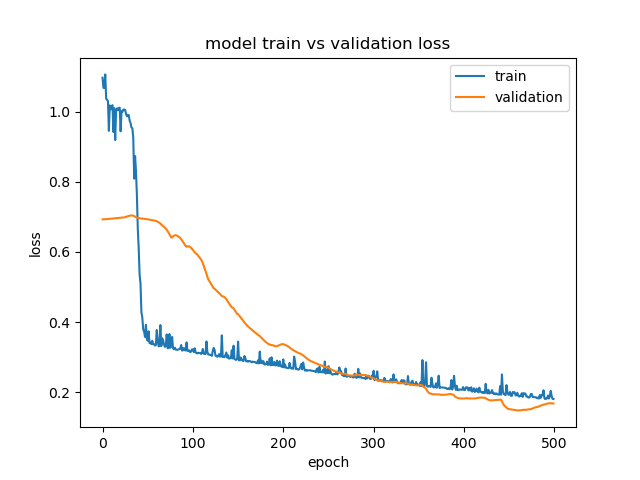 model train vs validation loss
train
validation
1.0
0.8
0.6
0.4
0.2
loss
0 100 200 300 400 500
epoch